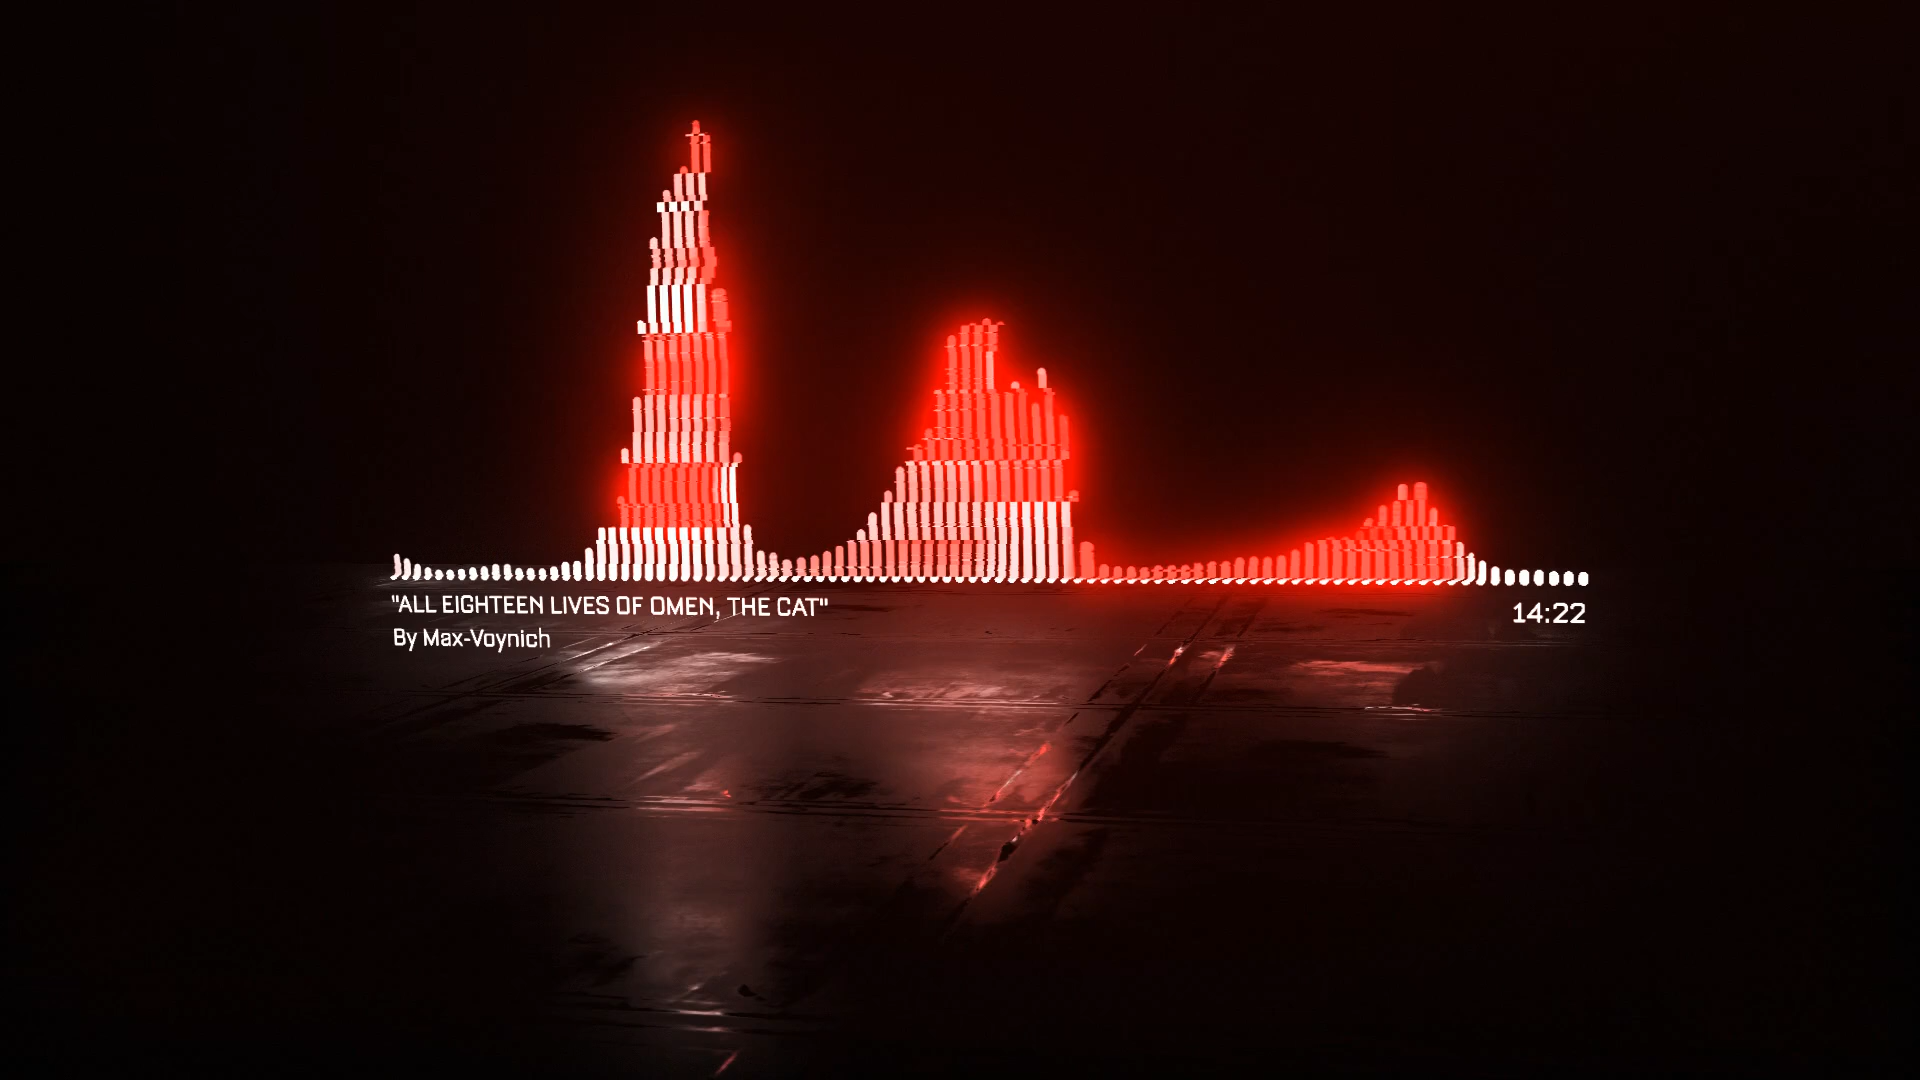 "ALL EIGHTEEN LIVES OF OMEN, THE CAT"
By Max-Voynich
14:22